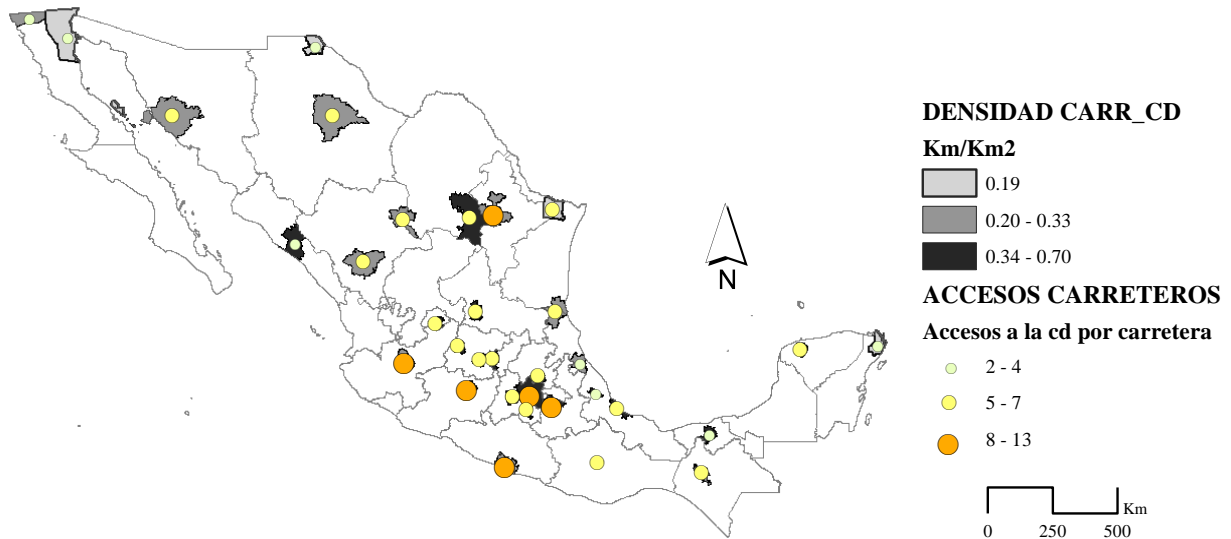 DENSIDAD CARR_CD
Km/Km2
0.19
0.20 - 0.33
0.34 - 0.70
N
ACCESOS CARRETEROS
Accesos a la cd por carretera
2 - 4
5 - 7
8 - 13
Km
0 250 500